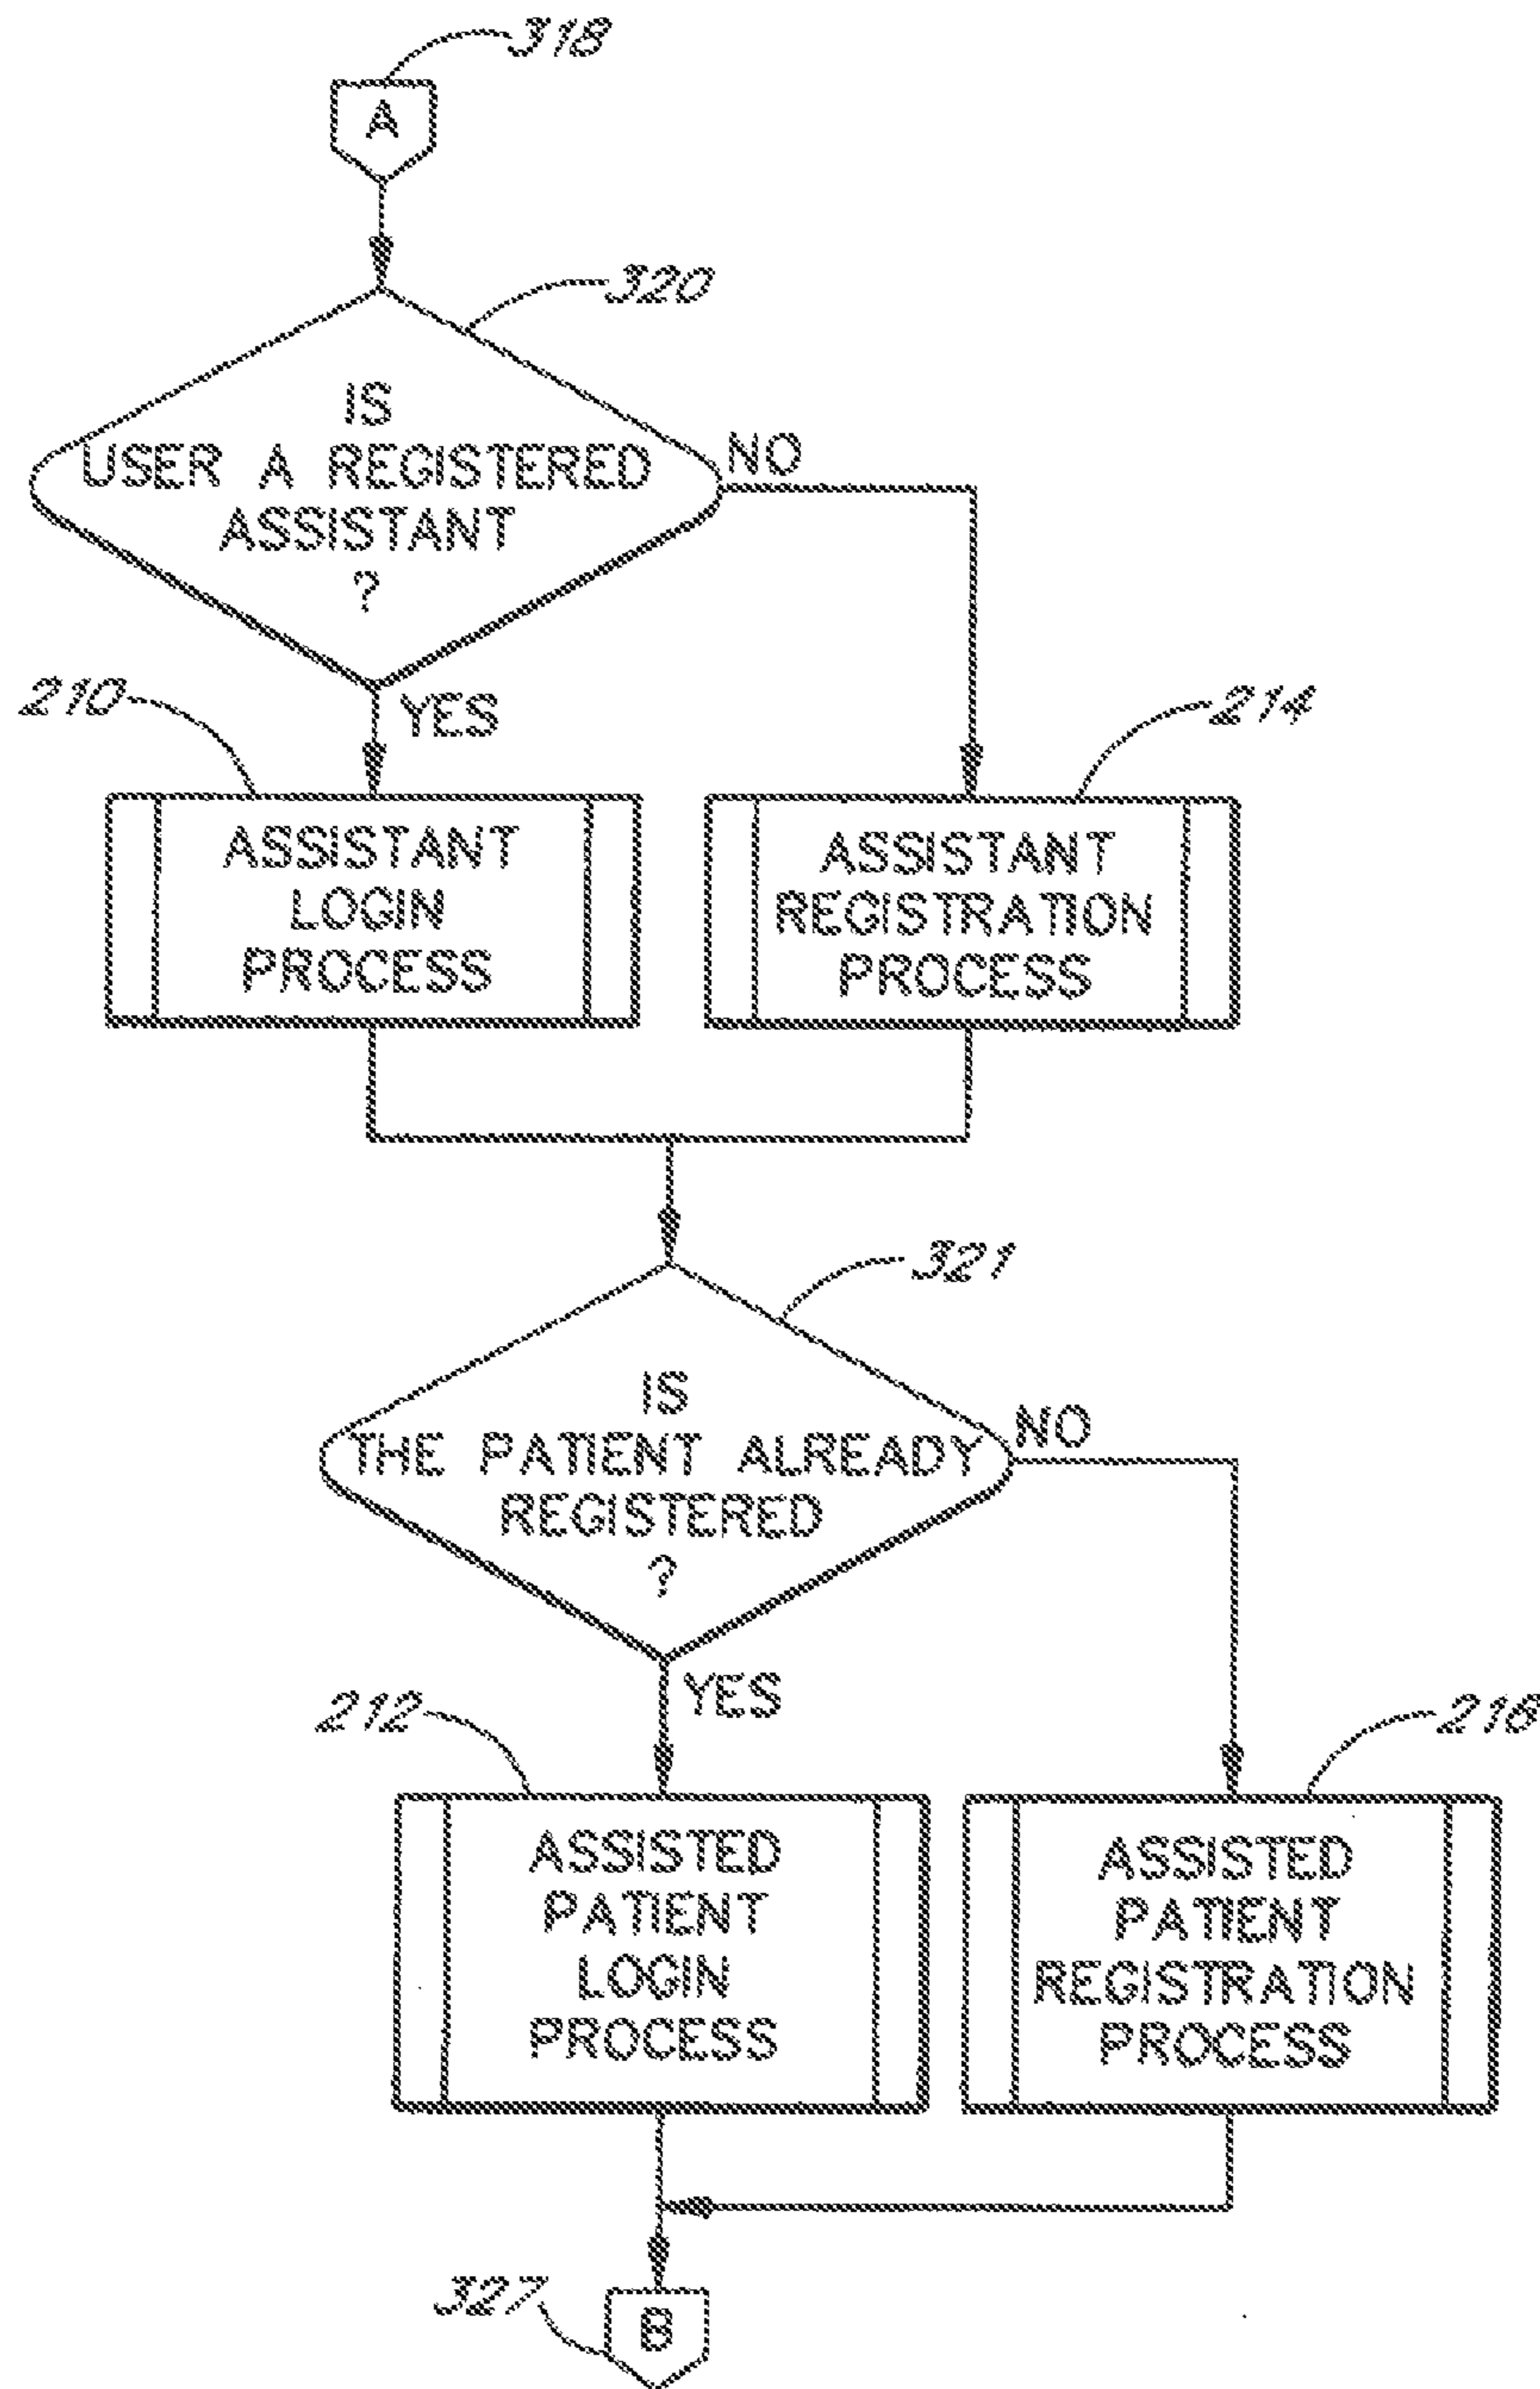 318
A
320
IS
USER A REGISTERED
ASSISTANT
?
NO
YES
210
214
ASSISTANT
LOGIN
PROCESS
ASSISTANT
REGISTRATION
PROCESS
321
IS
THE PATIENT ALREADY
REGISTERED
?
NO
YES
212
216
ASSISTED
PATIENT
LOGIN
PROCESS
ASSISTED
PATIENT
REGISTRATION
PROCESS
327
B